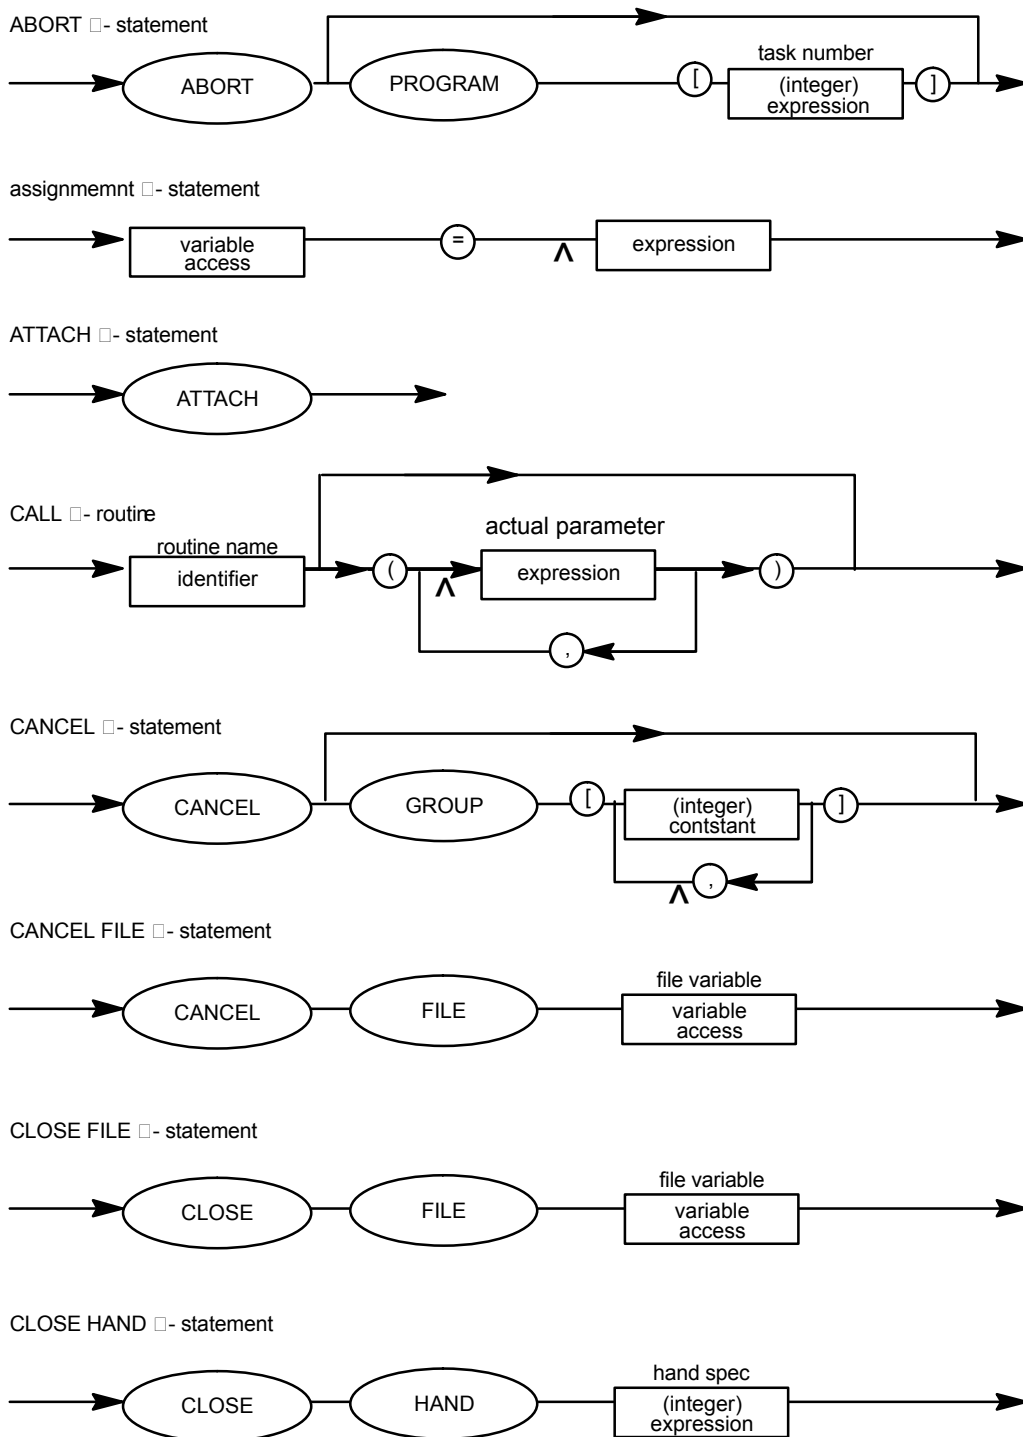 ABORT □- statement
task number
ABORT
PROGRAM
[
(integer)
expression
]
assignmemnt □- statement
variable
access
=
^
expression
ATTACH □- statement
ATTACH
CALL □- routine
routine name
identifier
(
^
actual parameter
expression
)
,
CANCEL □- statement
CANCEL
GROUP
[
(integer)
contstant
]
^
,
CANCEL FILE □- statement
CANCEL
FILE
file variable
variable
access
CLOSE FILE □- statement
CLOSE
FILE
file variable
variable
access
CLOSE HAND □- statement
CLOSE
HAND
hand spec
(integer)
expression